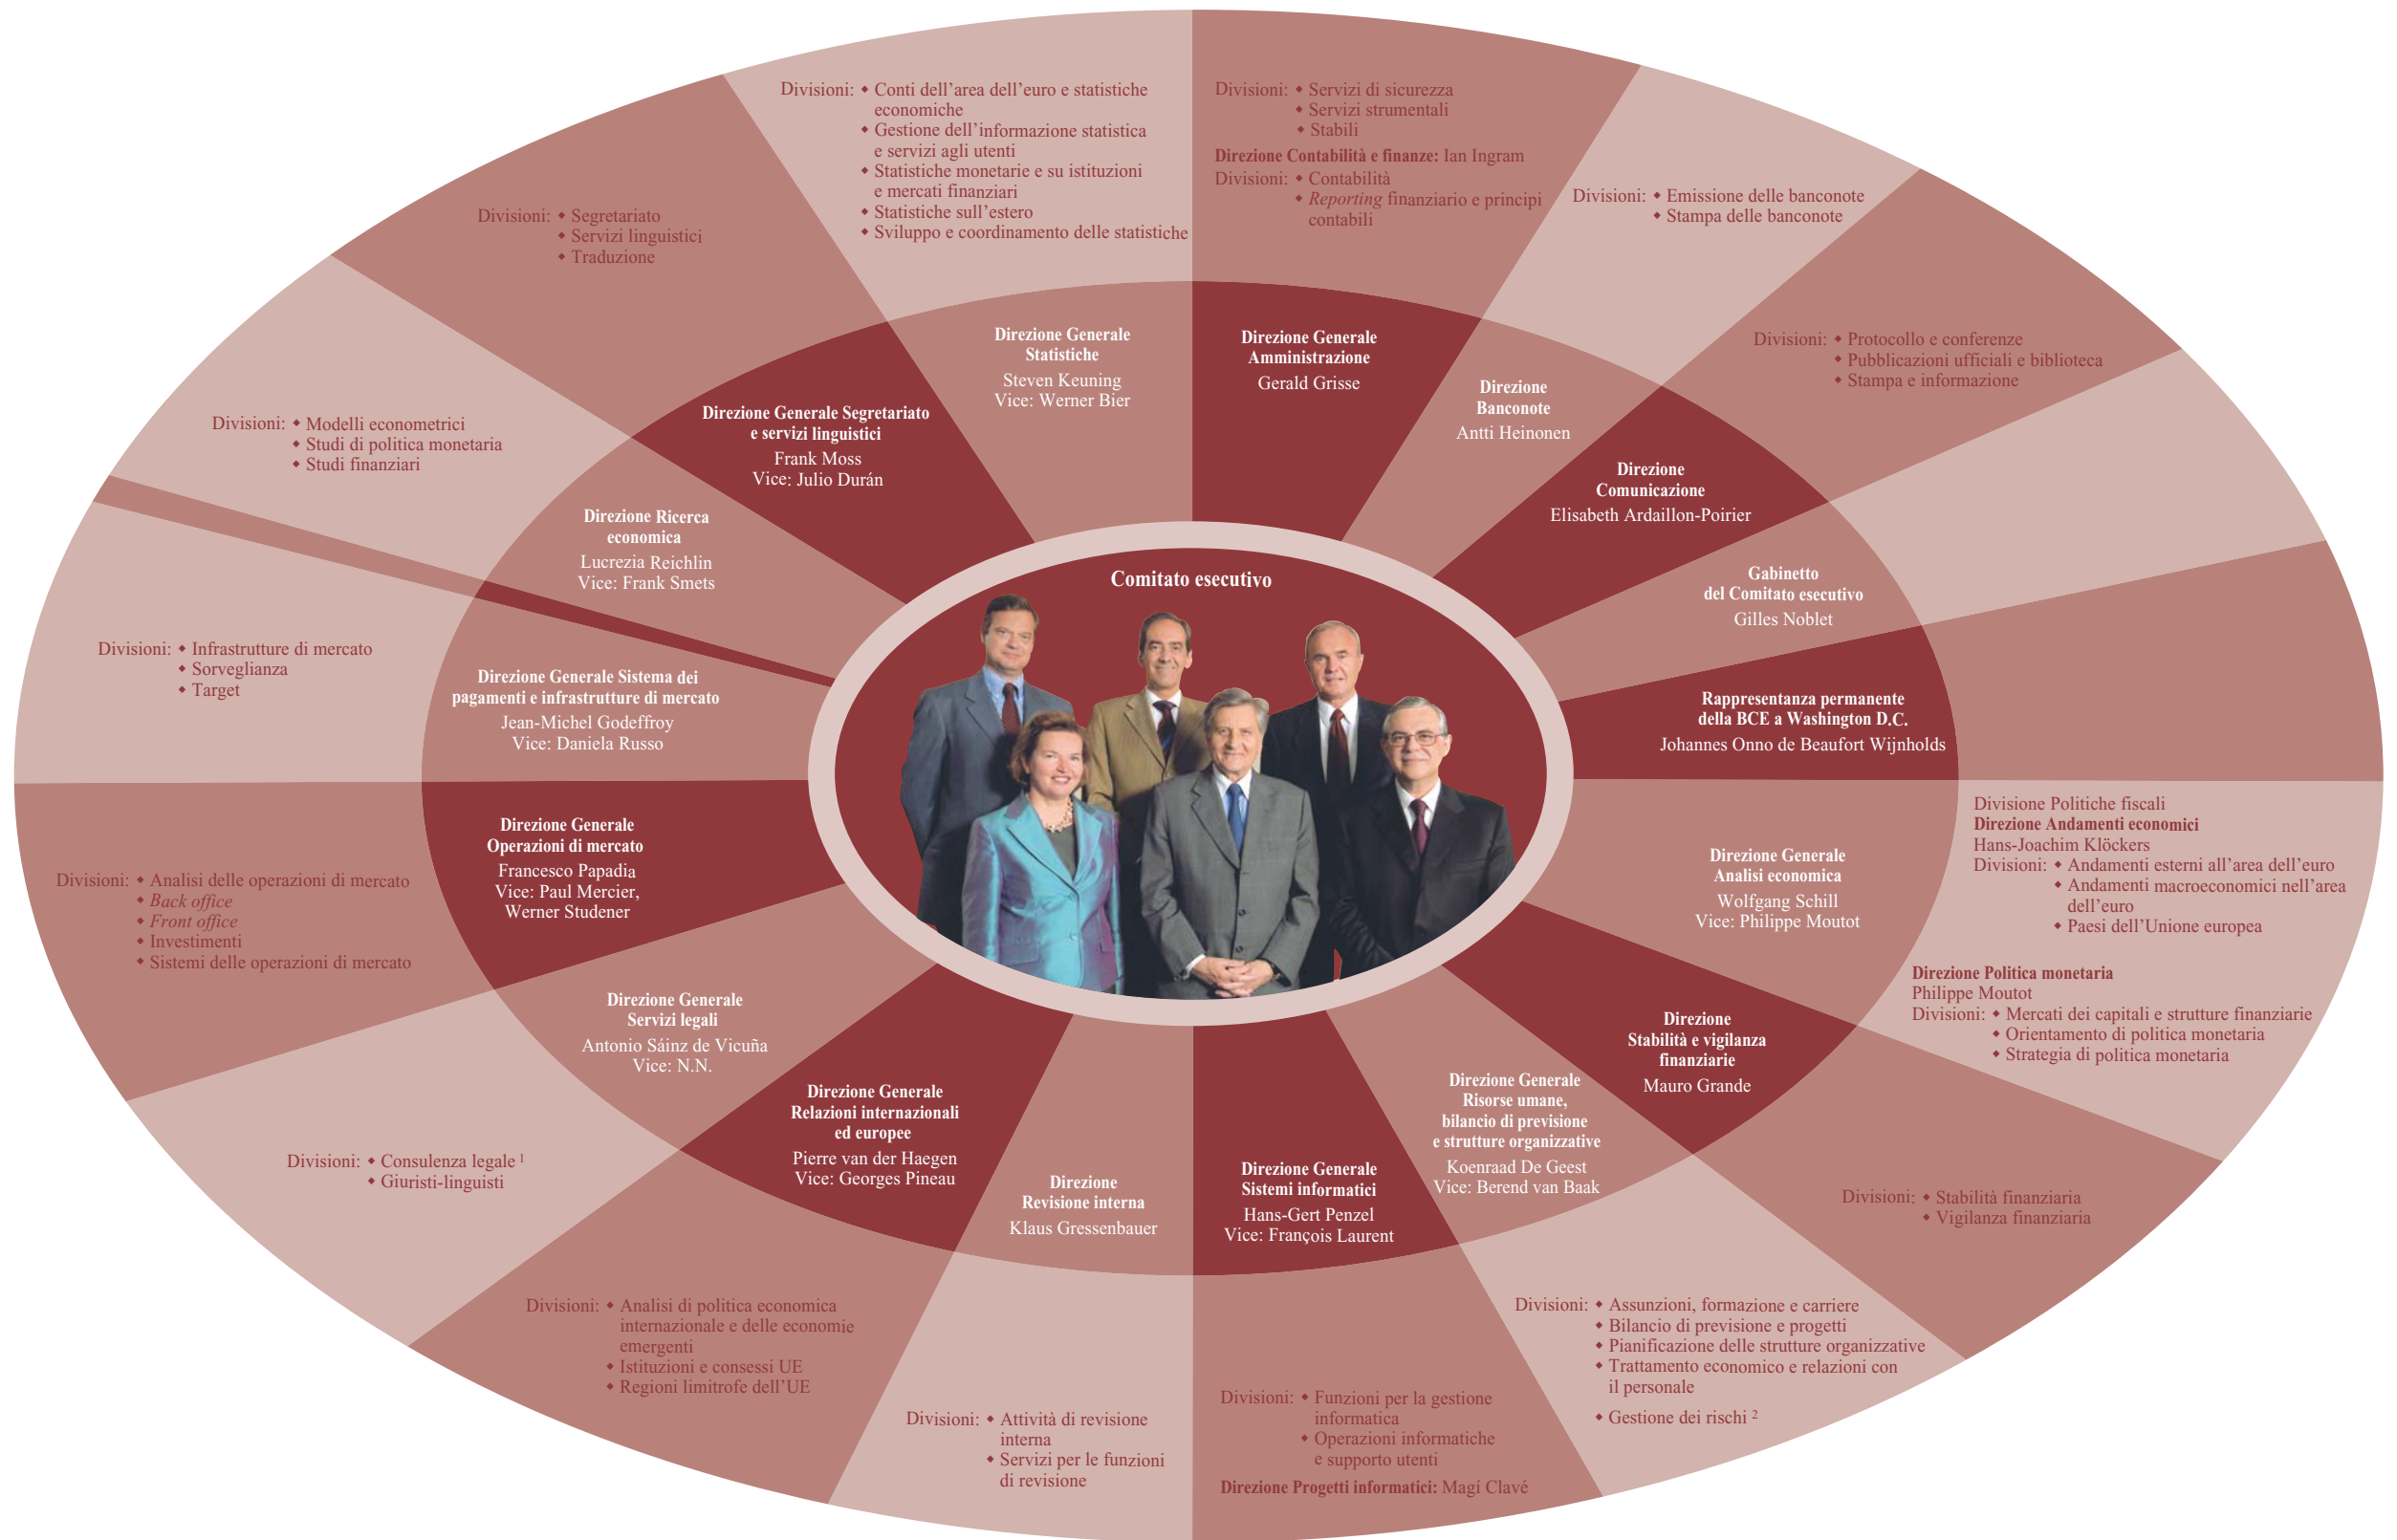 Comitato esecutivo
Divisioni: ◆ Servizi di sicurezza
◆ Servizi strumentali
◆ Stabili
Direzione Contabilità e finanze: Ian Ingram
Divisioni: ◆ Contabilità
◆ Reporting finanziario e principi
contabili
Direzione Generale
Amministrazione
Gerald Grisse
Divisioni: ◆ Emissione delle banconote
◆ Stampa delle banconote
Direzione
Banconote
Antti Heinonen
Divisioni: ◆ Protocollo e conferenze
◆ Pubblicazioni ufficiali e biblioteca
◆ Stampa e informazione
Direzione
Comunicazione
Elisabeth Ardaillon-Poirier
Gabinetto
del Comitato esecutivo
Gilles Noblet
Rappresentanza permanente
della BCE a Washington D.C.
Johannes Onno de Beaufort Wijnholds
Direzione Generale
Analisi economica
Wolfgang Schill
Vice: Philippe Moutot
Divisione Politiche fiscali
Direzione Andamenti economici
Hans-Joachim Klöckers
Divisioni: ◆ Andamenti esterni all'area dell'euro
◆ Andamenti macroeconomici nell'area
dell'euro
◆ Paesi dell'Unione europea
Direzione Politica monetaria
Philippe Moutot
Divisioni: ◆ Mercati dei capitali e strutture finanziarie
◆ Orientamento di politica monetaria
◆ Strategia di politica monetaria
Direzione
Stabilità e vigilanza
finanziarie
Mauro Grande
Divisioni: ◆ Stabilità finanziaria
◆ Vigilanza finanziaria
Direzione Generale
Risorse umane,
bilancio di previsione
e strutture organizzative
Koenraad De Geest
Vice: Berend van Baak
Divisioni: ◆ Assunzioni, formazione e carriere
◆ Bilancio di previsione e progetti
◆ Pianificazione delle strutture organizzative
◆ Trattamento economico e relazioni con
il personale
◆ Gestione dei rischi 2
Direzione Generale
Sistemi informatici
Hans-Gert Penzel
Vice: François Laurent
Divisioni: ◆ Funzioni per la gestione
informatica
◆ Operazioni informatiche
e supporto utenti
Direzione Progetti informatici: Magí Clavé
Direzione
Revisione interna
Klaus Gressenbauer
Divisioni: ◆ Attività di revisione
interna
◆ Servizi per le funzioni
di revisione
Direzione Generale
Relazioni internazionali
ed europee
Pierre van der Haegen
Vice: Georges Pineau
Divisioni: ◆ Analisi di politica economica
internazionale e delle economie
emergenti
◆ Istituzioni e consessi UE
◆ Regioni limitrofe dell'UE
Direzione Generale
Servizi legali
Antonio Sáinz de Vicuña
Vice: N.N.
Divisioni: ◆ Consulenza legale 1
◆ Giuristi-linguisti
Direzione Generale
Operazioni di mercato
Francesco Papadia
Vice: Paul Mercier,
Werner Studener
Divisioni: ◆ Analisi delle operazioni di mercato
◆ Back office
◆ Front office
◆ Investimenti
◆ Sistemi delle operazioni di mercato
Direzione Generale Sistema dei
pagamenti e infrastrutture di mercato
Jean-Michel Godeffroy
Vice: Daniela Russo
Divisioni: ◆ Infrastrutture di mercato
◆ Sorveglianza
◆ Target
Direzione Ricerca
economica
Lucrezia Reichlin
Vice: Frank Smets
Divisioni: ◆ Modelli econometrici
◆ Studi di politica monetaria
◆ Studi finanziari
Direzione Generale Segretariato
e servizi linguistici
Frank Moss
Vice: Julio Durán
Divisioni: ◆ Segretariato
◆ Servizi linguistici
◆ Traduzione
Direzione Generale
Statistiche
Steven Keuning
Vice: Werner Bier
Divisioni: ◆ Conti dell'area dell'euro e statistiche
economiche
◆ Gestione dell'informazione statistica
e servizi agli utenti
◆ Statistiche monetarie e su istituzioni
e mercati finanziari
◆ Statistiche sull'estero
◆ Sviluppo e coordinamento delle statistiche